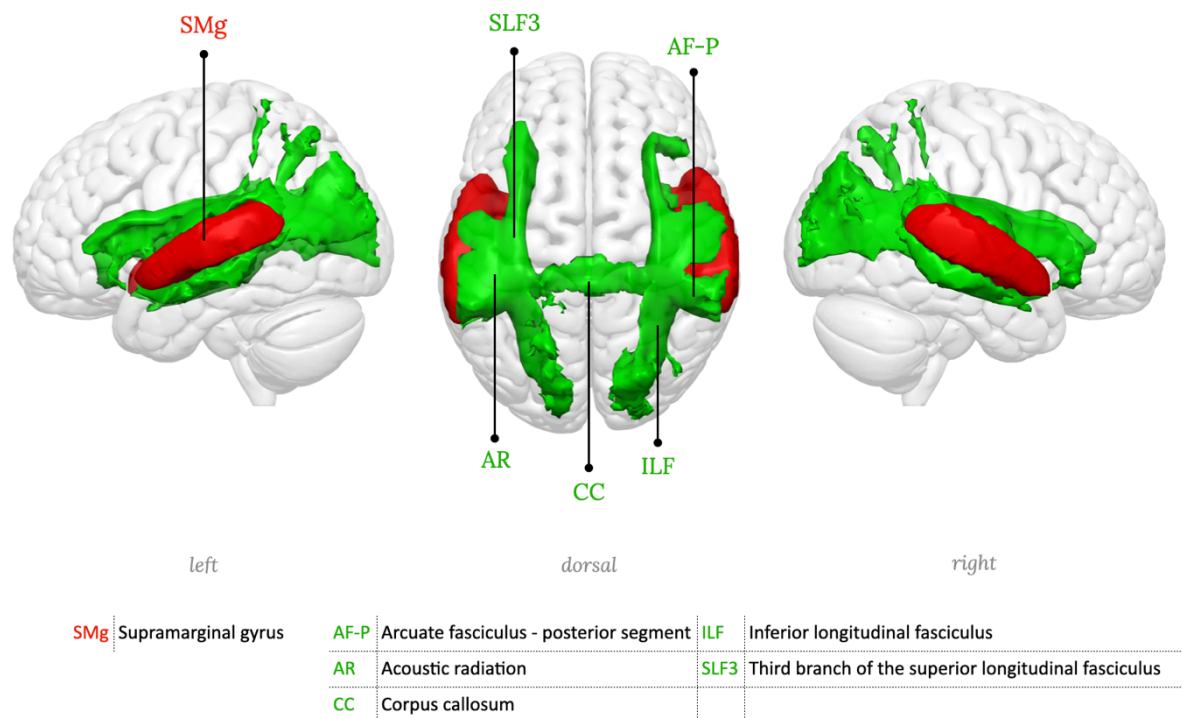 SMg
SLF3
AF-P
AR
ILF
CC
left
dorsal
right
SMg Supramarginal gyrus AF-P Arcuate fasciculus - posterior segment ILF Inferior longitudinal fasciculus
AR Acoustic radiation SLF3 Third branch of the superior longitudinal fasciculus
CC Corpus callosum